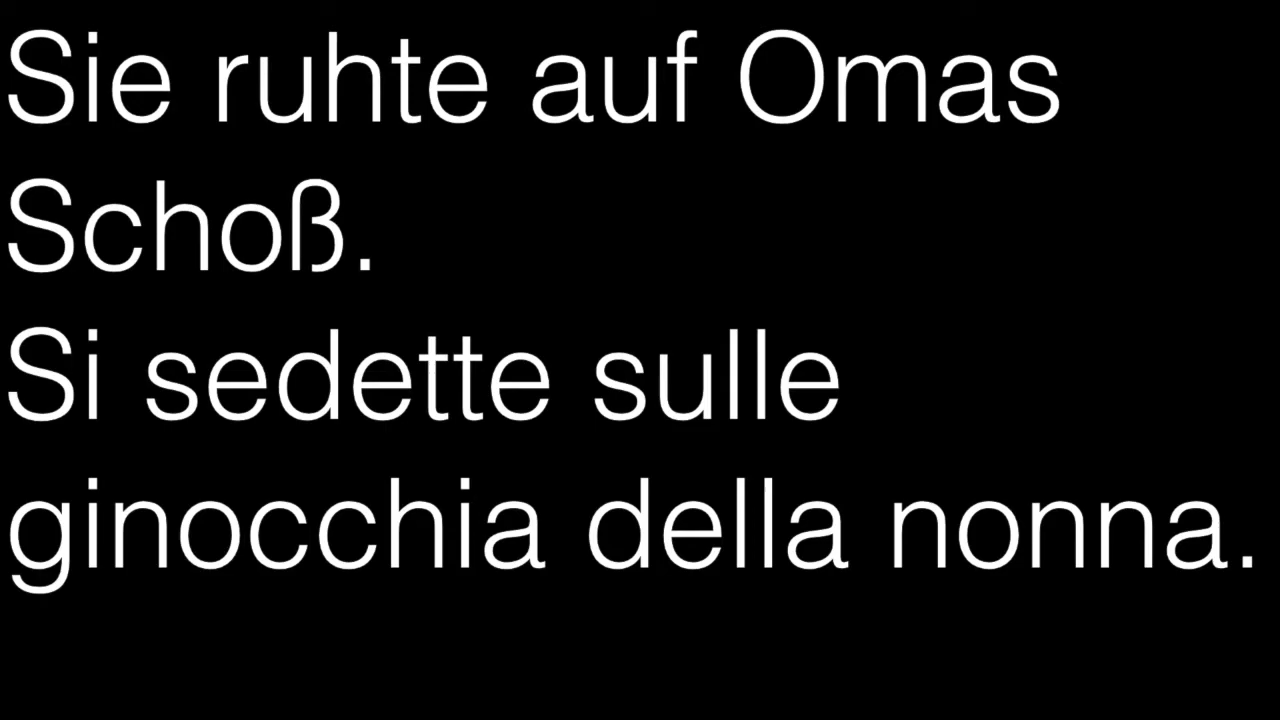 Sie ruhte auf Omas
Schoß.
Si sedette sulle
ginocchia della nonna.